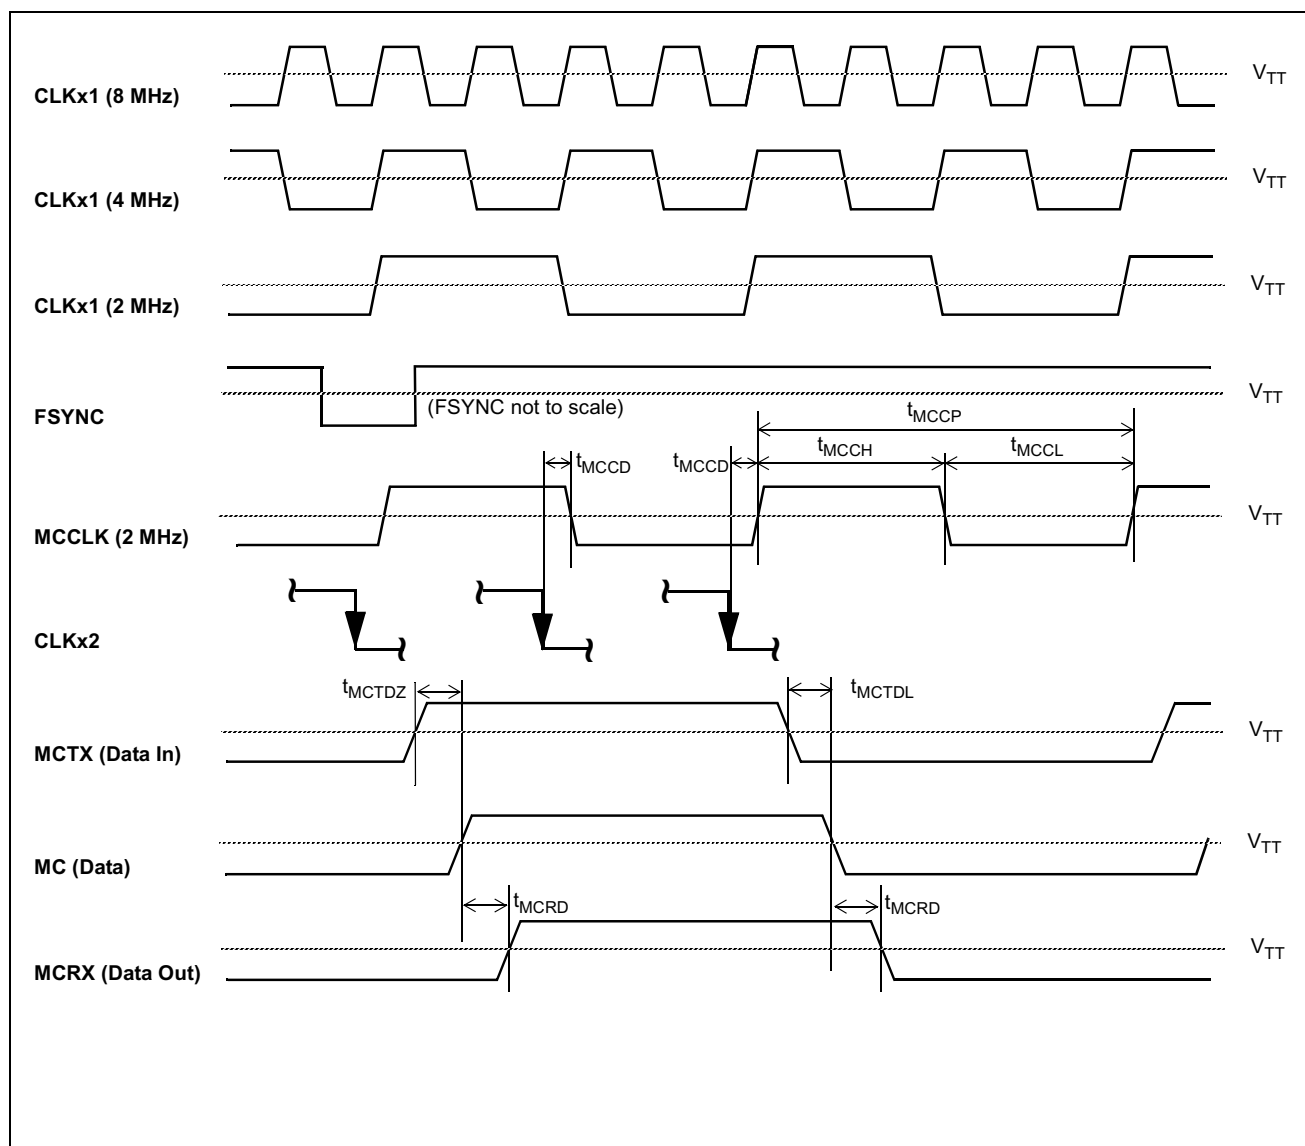 V_TT
CLKx1 (8 MHz)
V_TT
CLKx1 (4 MHz)
V_TT
CLKx1 (2 MHz)
V_TT
(FSYNC not to scale)
FSYNC
t_MCCP
t_MCCD t_MCCD t_MCCH t_MCCL
V_TT
MCCLK (2 MHz)
CLKx2
t_MCTDZ t_MCTDL
V_TT
MCTX (Data In)
V_TT
MC (Data)
t_MCRD t_MCRD
V_TT
MCRX (Data Out)